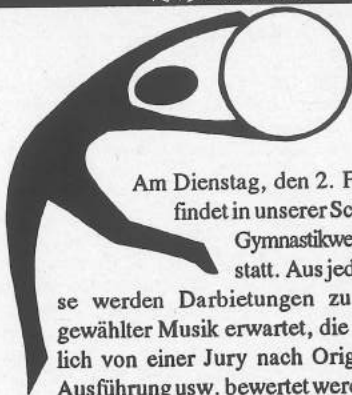 Am Dienstag, den 2. F
findet in unserer Sc
Gymnastikwe
statt. Aus jed
se werden Darbietungen zu
gewählter Musik erwartet, die
lich von einer Jury nach Orig
Ausführung usw. bewertet werd